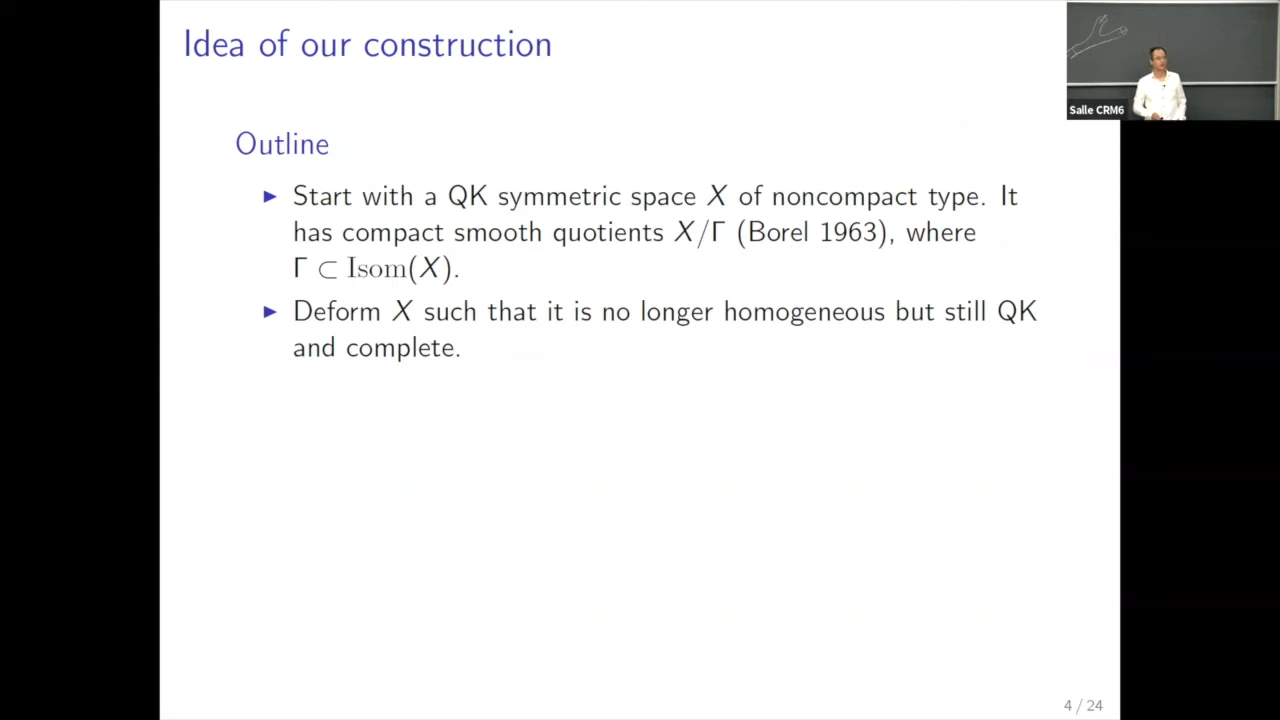 Idea of our construction
Salle CRM6
Outline
▶ Start with a QK symmetric space X of noncompact type. It
has compact smooth quotients X/Γ (Borel 1963), where
Γ ⊂ Isom(X).
▶ Deform X such that it is no longer homogeneous but still QK
and complete.
4 / 24